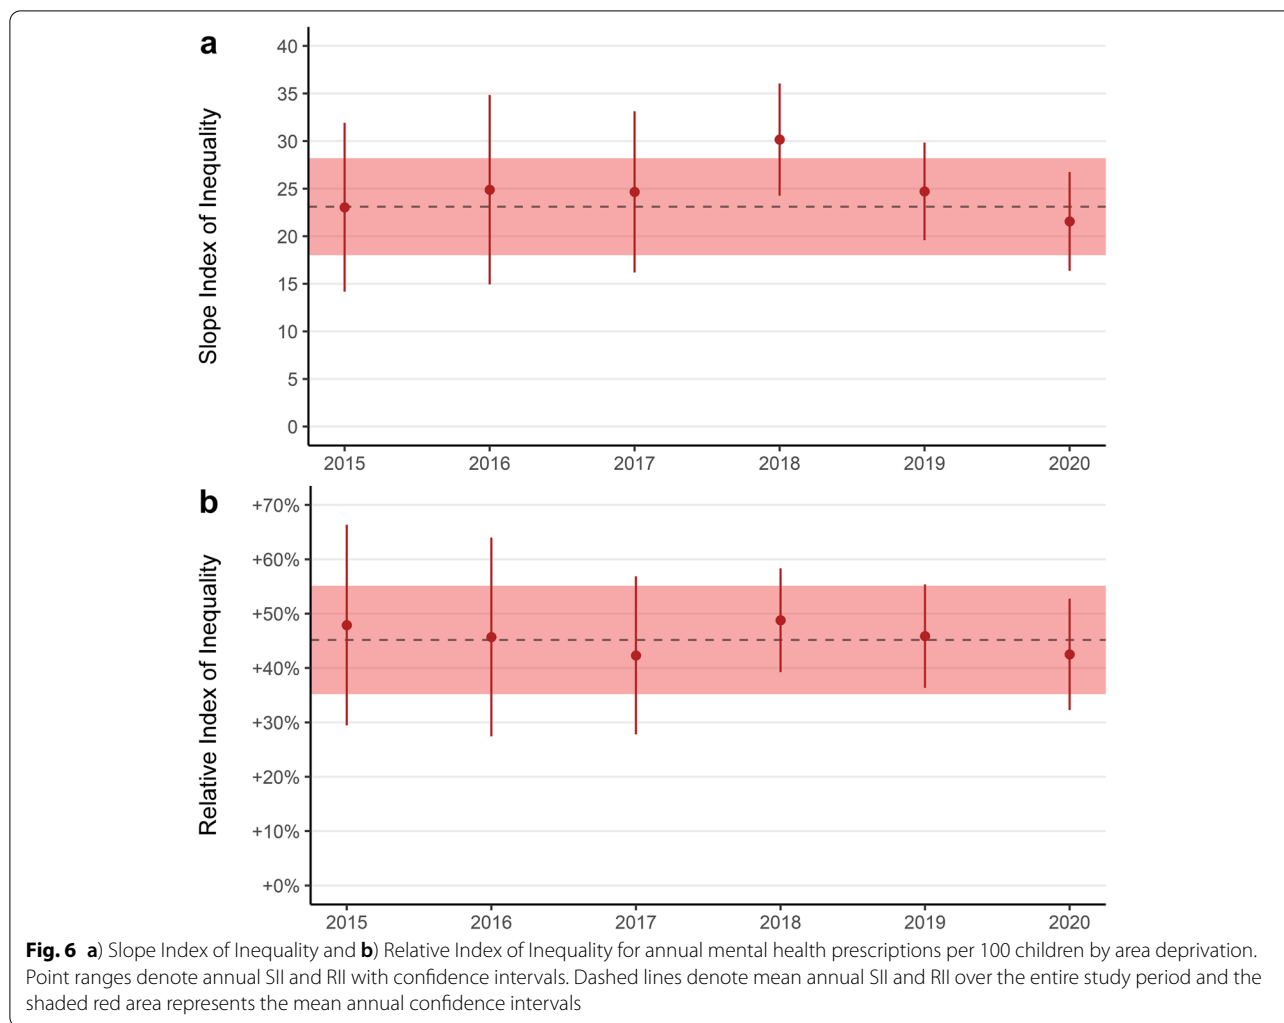 a
Slope Index of Inequality
40
35
30
25
20
15
10
5
0
2015 2016 2017 2018 2019 2020
b
Relative Index of Inequality
+70%
+60%
+50%
+40%
+30%
+20%
+10%
+0%
2015 2016 2017 2018 2019 2020
Fig. 6 a) Slope Index of Inequality and b) Relative Index of Inequality for annual mental health prescriptions per 100 children by area deprivation.
Point ranges denote annual SII and RII with confidence intervals. Dashed lines denote mean annual SII and RII over the entire study period and the
shaded red area represents the mean annual confidence intervals